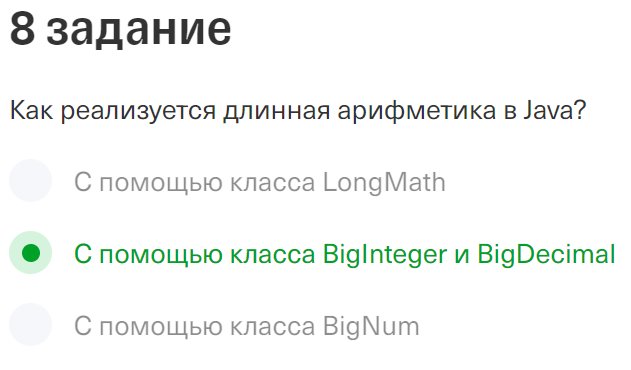 8 задание
Как реализуется длинная арифметика в Java?
С помощью класса LongMath
С помощью класса BigInteger и BigDecimal
С помощью класса BigNum